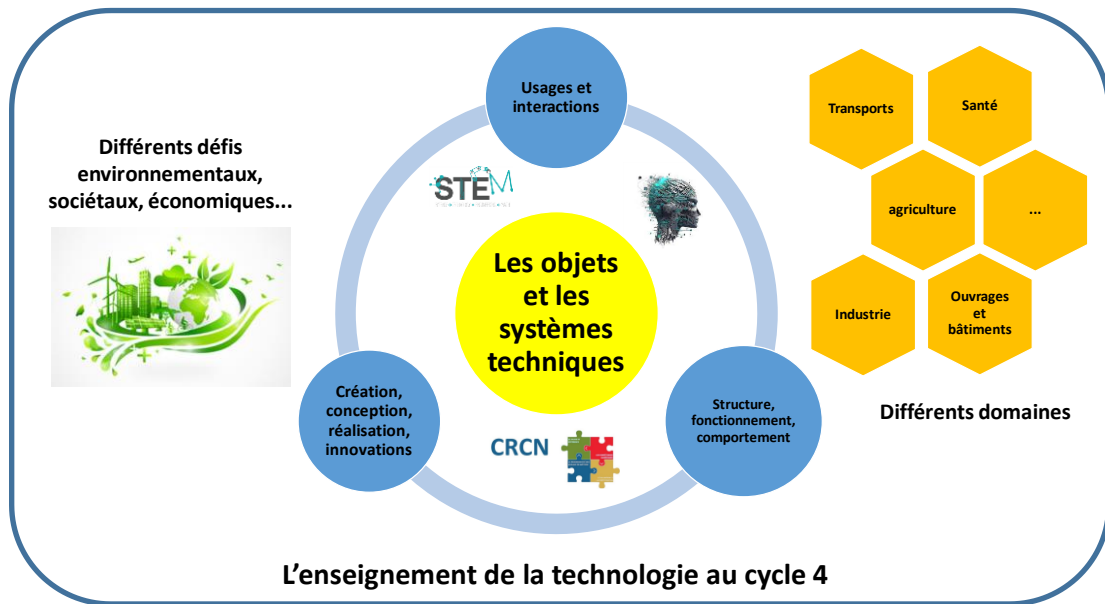 Usages et
interactions
Différents défis
environnementaux,
sociétaux, économiques...
STEM
Les objets
et les
systèmes
techniques
Création,
conception,
réalisation,
innovations
Structure,
fonctionnement,
comportement
CRCN
Transports
Santé
agriculture
...
Industrie
Ouvrages
et
bâtiments
Différents domaines
L’enseignement de la technologie au cycle 4